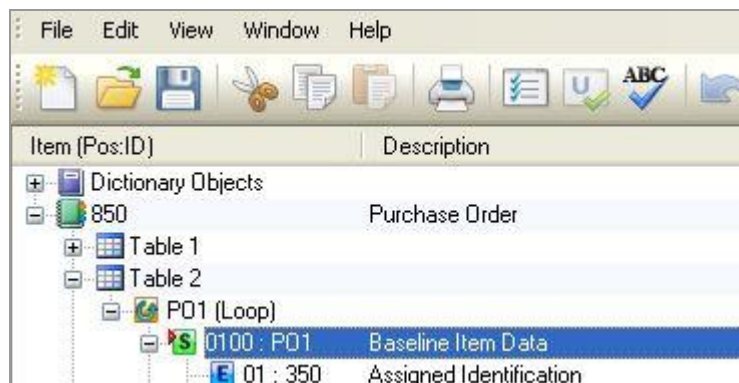 File Edit View Window Help
U ABC
Item (Pos:ID) Description
Dictionary Objects
850 Purchase Order
Table 1
Table 2
PO1 (Loop)
S 0100 : PO1 Baseline Item Data
E 01 : 350 Assigned Identification